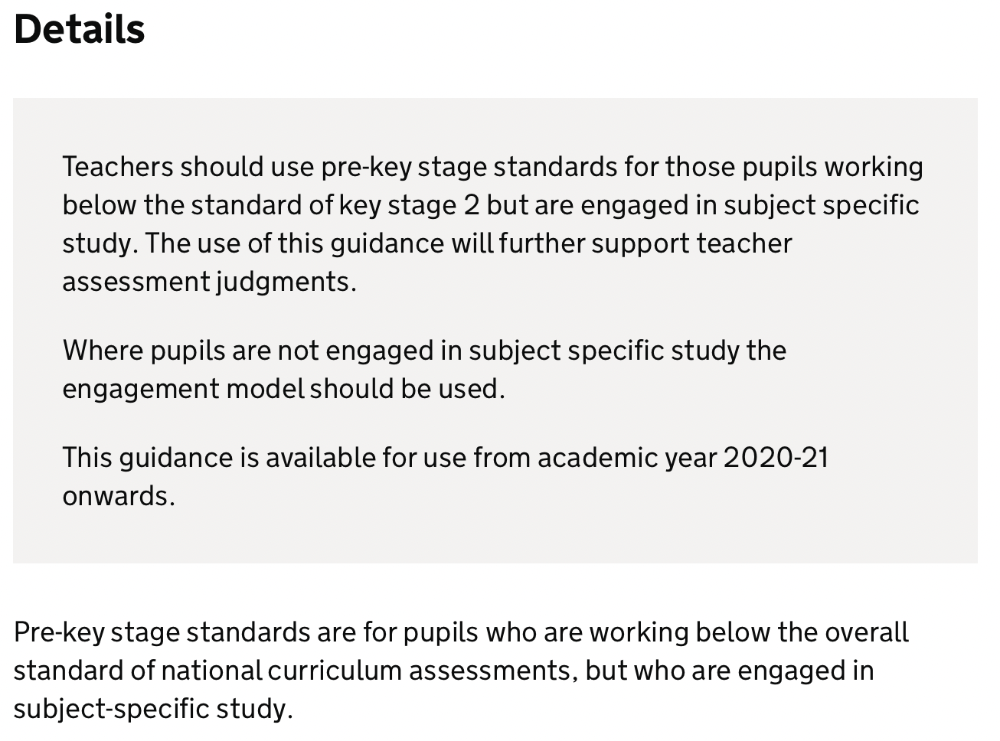 Details
Teachers should use pre-key stage standards for those pupils working
below the standard of key stage 2 but are engaged in subject specific
study. The use of this guidance will further support teacher
assessment judgments.
Where pupils are not engaged in subject specific study the
engagement model should be used.
This guidance is available for use from academic year 2020-21
onwards.
Pre-key stage standards are for pupils who are working below the overall
standard of national curriculum assessments, but who are engaged in
subject-specific study.